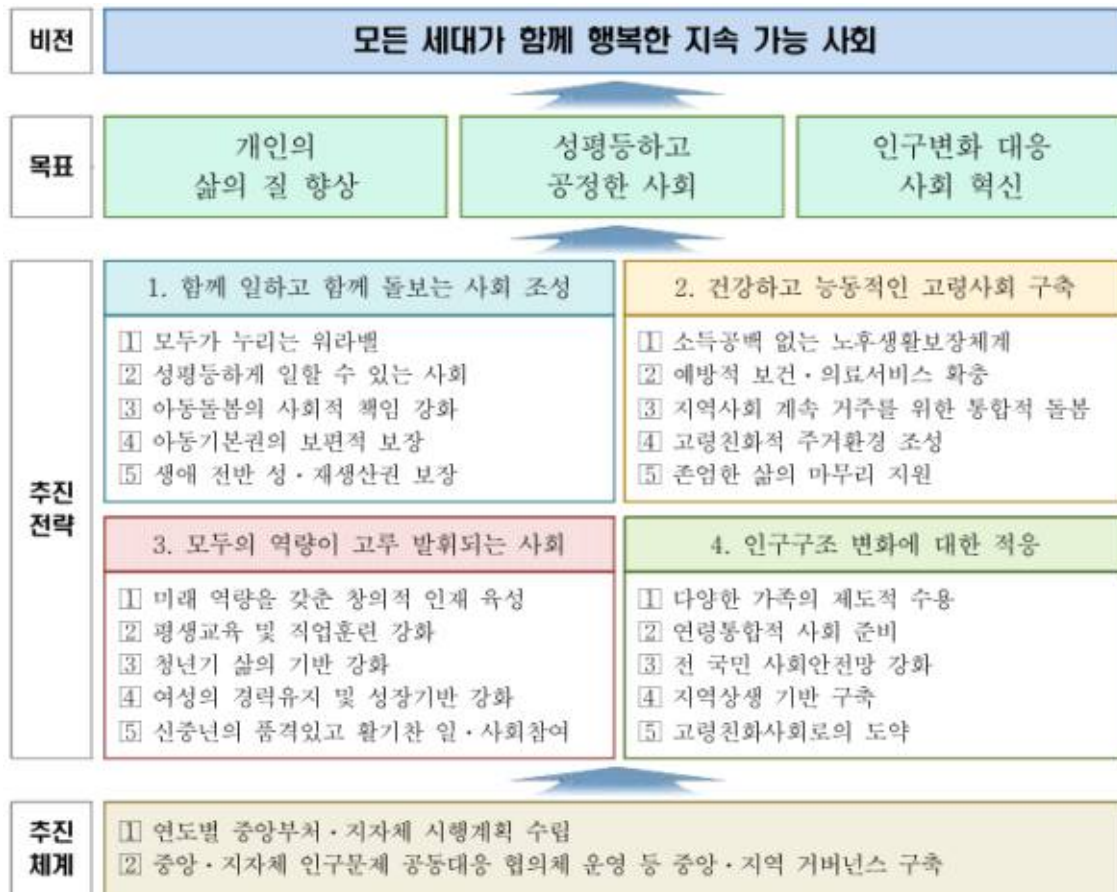 비전
모든 세대가 함께 행복한 지속 가능 사회
목표
개인의
삶의 질 향상
성평등하고
공정한 사회
인구변화 대응
사회 혁신
추진
전략
1. 함께 일하고 함께 돌보는 사회 조성
1 모두가 누리는 워라밸
2 성평등하게 일할 수 있는 사회
3 아동돌봄의 사회적 책임 강화
4 아동기본권의 보편적 보장
5 생애 전반 성·재생산권 보장
2. 건강하고 능동적인 고령사회 구축
1 소득공백 없는 노후생활보장체계
2 예방적 보건·의료서비스 확충
3 지역사회 계속 거주를 위한 통합적 돌봄
4 고령친화적 주거환경 조성
5 존엄한 삶의 마무리 지원
3. 모두의 역량이 고루 발휘되는 사회
1 미래 역량을 갖춘 창의적 인재 육성
2 평생교육 및 직업훈련 강화
3 청년기 삶의 기반 강화
4 여성의 경력유지 및 성장기반 강화
5 신중년의 품격있고 활기찬 일·사회참여
4. 인구구조 변화에 대한 적응
1 다양한 가족의 제도적 수용
2 연령통합적 사회 준비
3 전 국민 사회안전망 강화
4 지역상생 기반 구축
5 고령친화사회로의 도약
추진
체계
1 연도별 중앙부처·지자체 시행계획 수립
2 중앙·지자체 인구문제 공동대응 협의체 운영 등 중앙·지역 거버넌스 구축